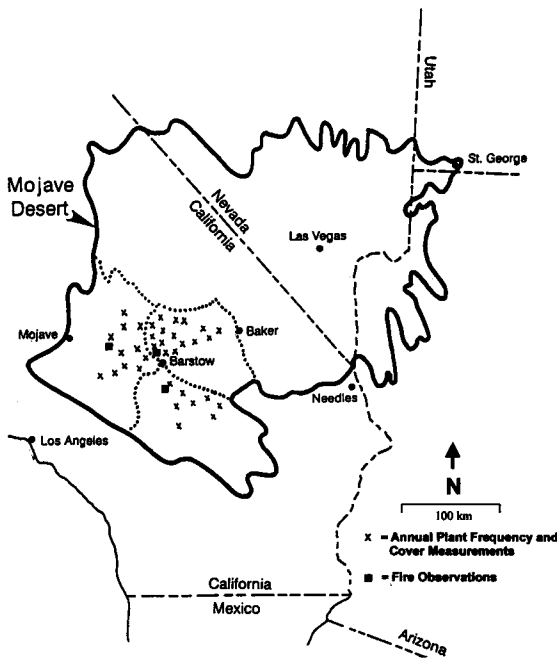 Utah
St. George
Mojave
Desert
Nevada
California
Las Vegas
Mojave
Baker
Barstow
Needles
Los Angeles
N
100 km
x = Annual Plant Frequency and
Cover Measurements
■ = Fire Observations
California
Mexico
Arizona